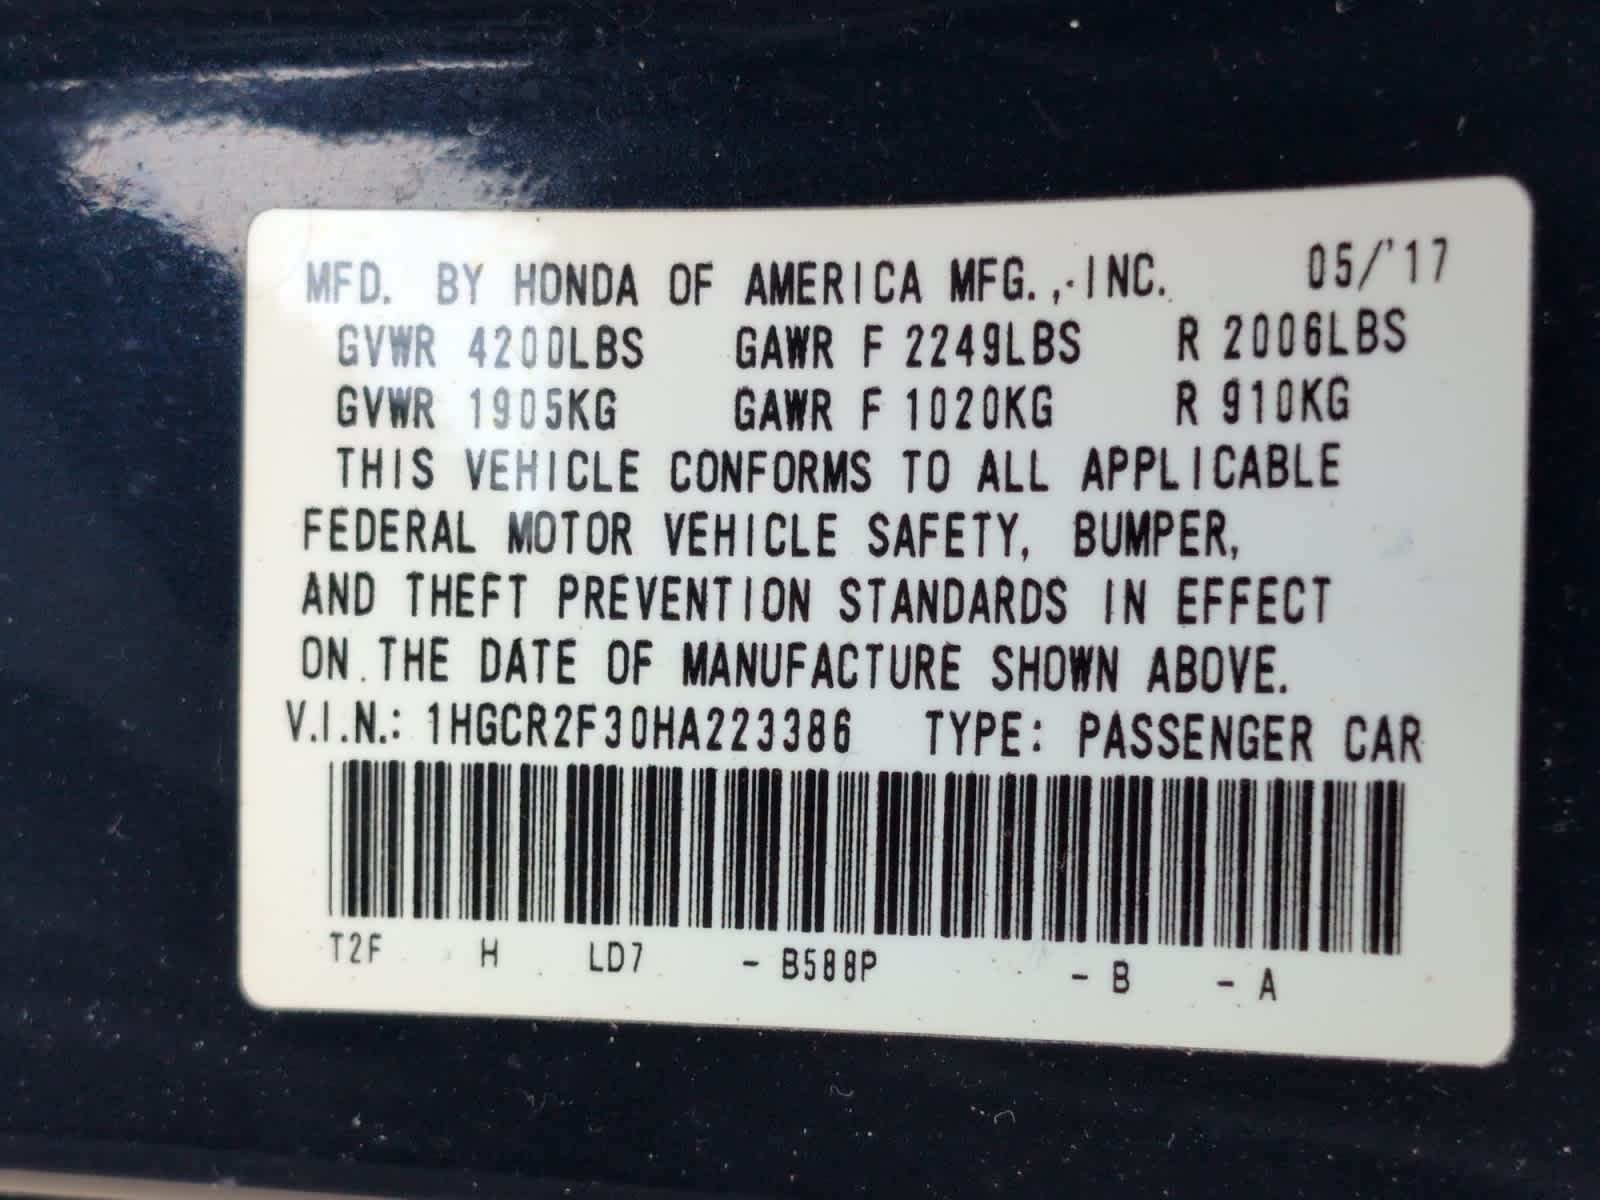 MFD. BY HONDA OF AMERICA MFG., INC. 05/'17
GVWR 4200LBS GAWR F 2249LBS R 2006LBS
GVWR 1905KG GAWR F 1020KG R 910KG
THIS VEHICLE CONFORMS TO ALL APPLICABLE
FEDERAL MOTOR VEHICLE SAFETY, BUMPER,
AND THEFT PREVENTION STANDARDS IN EFFECT
ON THE DATE OF MANUFACTURE SHOWN ABOVE.
V.I.N.: 1HGCR2F30HA223386 TYPE: PASSENGER CAR
T2F H LD7 - B588P - B - A